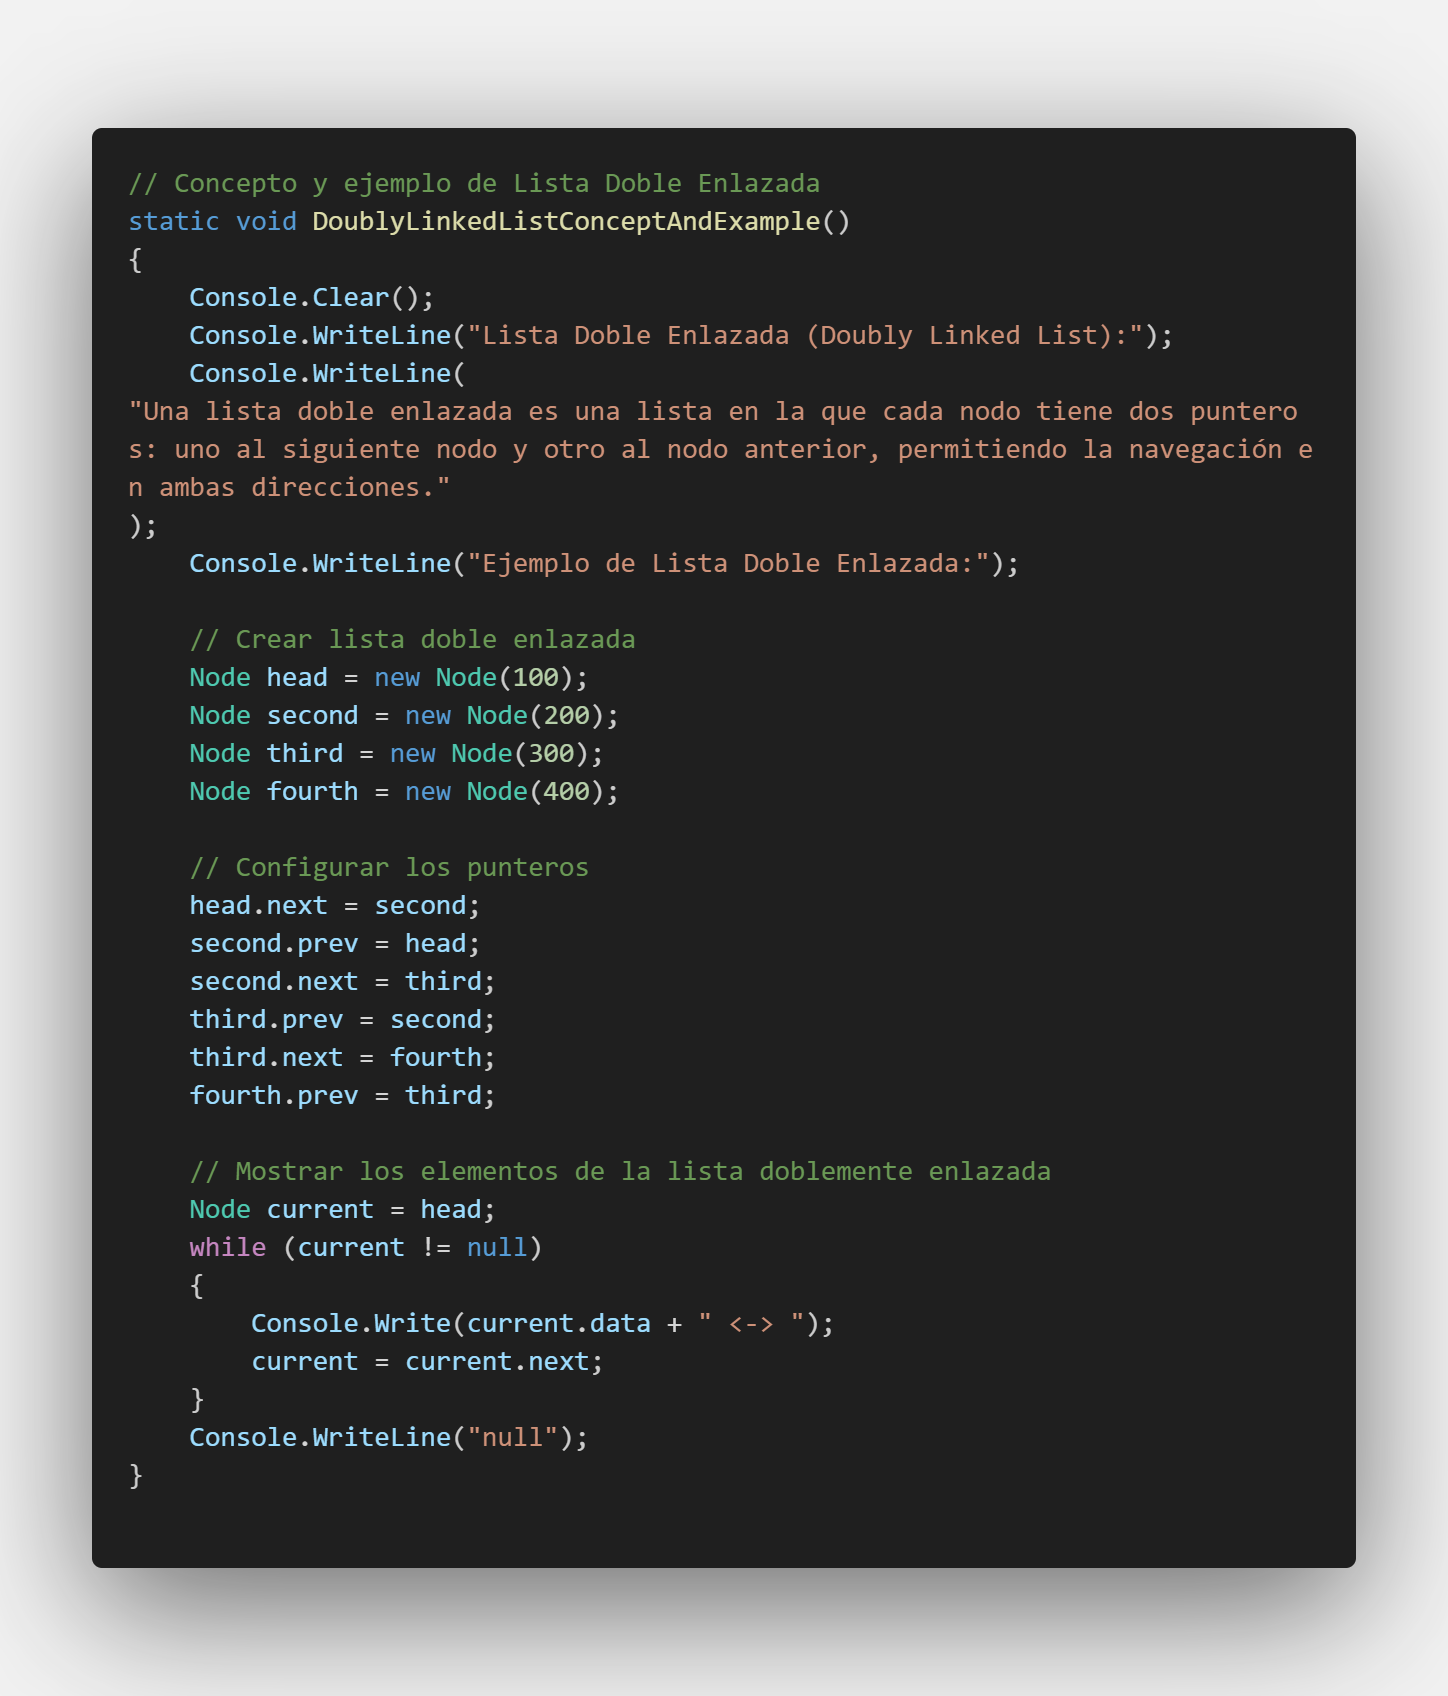 // Concepto y ejemplo de Lista Doble Enlazada
static void DoublyLinkedListConceptAndExample()
{
    Console.Clear();
    Console.WriteLine("Lista Doble Enlazada (Doubly Linked List):");
    Console.WriteLine(
"Una lista doble enlazada es una lista en la que cada nodo tiene dos puntero
s: uno al siguiente nodo y otro al nodo anterior, permitiendo la navegación e
n ambas direcciones."
);
    Console.WriteLine("Ejemplo de Lista Doble Enlazada:");

    // Crear lista doble enlazada
    Node head = new Node(100);
    Node second = new Node(200);
    Node third = new Node(300);
    Node fourth = new Node(400);

    // Configurar los punteros
    head.next = second;
    second.prev = head;
    second.next = third;
    third.prev = second;
    third.next = fourth;
    fourth.prev = third;

    // Mostrar los elementos de la lista doblemente enlazada
    Node current = head;
    while (current != null)
    {
        Console.Write(current.data + " <-> ");
        current = current.next;
    }
    Console.WriteLine("null");
}